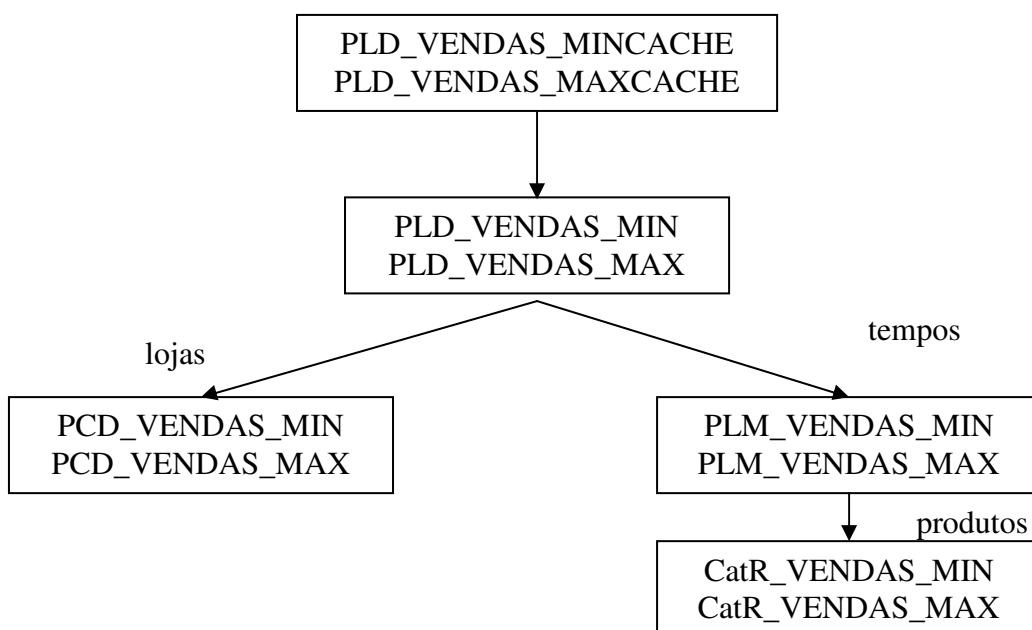 PLD_VENDAS_MINCACHE
PLD_VENDAS_MAXCACHE
PLD_VENDAS_MIN
PLD_VENDAS_MAX
lojas
tempos
PCD_VENDAS_MIN
PCD_VENDAS_MAX
PLM_VENDAS_MIN
PLM_VENDAS_MAX
produtos
CatR_VENDAS_MIN
CatR_VENDAS_MAX